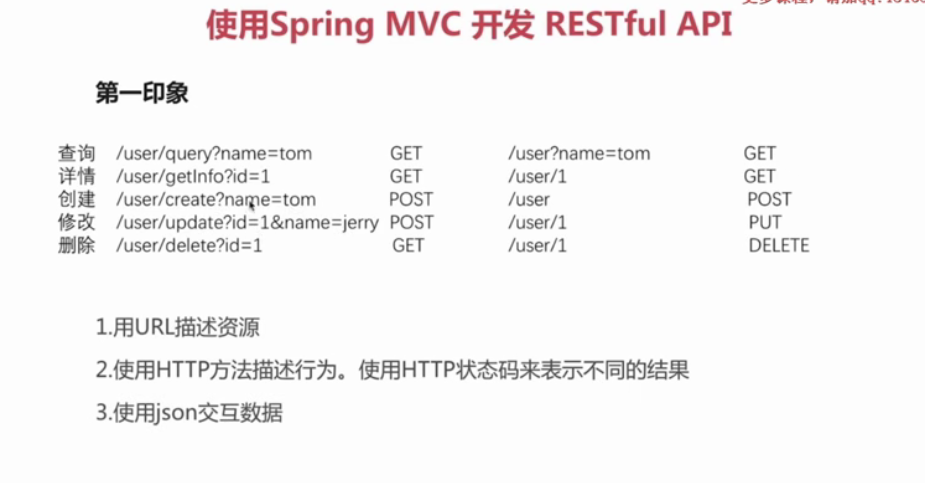 使用Spring MVC 开发 RESTful API
第一印象
查询 /user/query?name=tom GET /user?name=tom GET
详情 /user/getInfo?id=1 GET /user/1 GET
创建 /user/create?name=tom POST /user POST
修改 /user/update?id=1&name=jerry POST /user/1 PUT
删除 /user/delete?id=1 GET /user/1 DELETE
1.用URL描述资源
2.使用HTTP方法描述行为。使用HTTP状态码来表示不同的结果
3.使用json交互数据